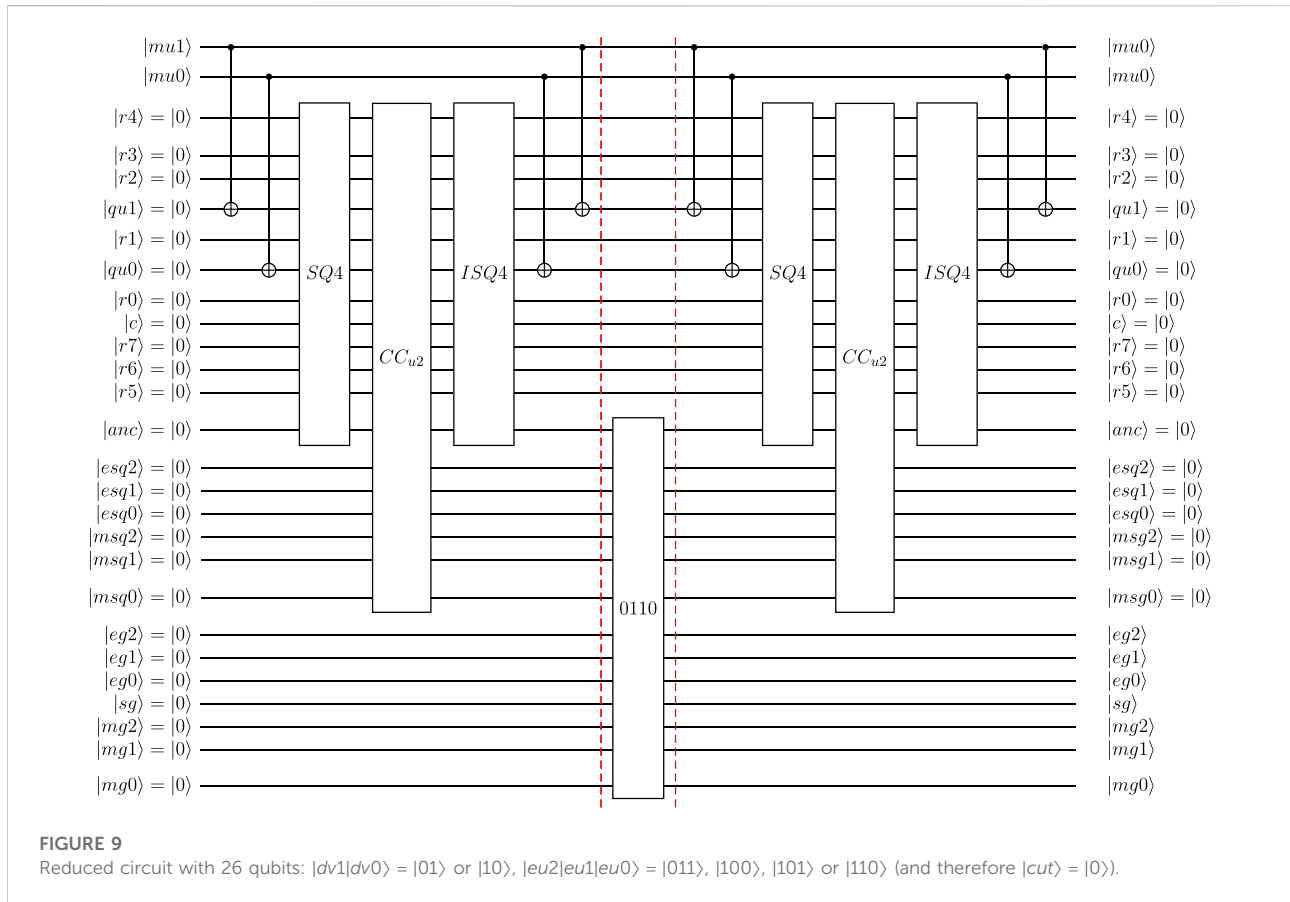 |mu1⟩ |mu0⟩
|mu0⟩ |mu0⟩
|r4⟩ = |0⟩ |r4⟩ = |0⟩
|r3⟩ = |0⟩ |r3⟩ = |0⟩
|r2⟩ = |0⟩ |r2⟩ = |0⟩
|qu1⟩ = |0⟩ |qu1⟩ = |0⟩
|r1⟩ = |0⟩ |r1⟩ = |0⟩
|qu0⟩ = |0⟩ SQ4 ISQ4 SQ4 ISQ4 |qu0⟩ = |0⟩
|r0⟩ = |0⟩ |r0⟩ = |0⟩
|c⟩ = |0⟩ |c⟩ = |0⟩
|r7⟩ = |0⟩ CCu2 CCu2 |r7⟩ = |0⟩
|r6⟩ = |0⟩ |r6⟩ = |0⟩
|r5⟩ = |0⟩ |r5⟩ = |0⟩
|anc⟩ = |0⟩ |anc⟩ = |0⟩
|esq2⟩ = |0⟩ |esq2⟩ = |0⟩
|esq1⟩ = |0⟩ |esq1⟩ = |0⟩
|esq0⟩ = |0⟩ |esq0⟩ = |0⟩
|msq2⟩ = |0⟩ |msg2⟩ = |0⟩
|msq1⟩ = |0⟩ |msg1⟩ = |0⟩
|msq0⟩ = |0⟩ 0110 |msg0⟩ = |0⟩
|eg2⟩ = |0⟩ |eg2⟩
|eg1⟩ = |0⟩ |eg1⟩
|eg0⟩ = |0⟩ |eg0⟩
|sg⟩ = |0⟩ |sg⟩
|mg2⟩ = |0⟩ |mg2⟩
|mg1⟩ = |0⟩ |mg1⟩
|mg0⟩ = |0⟩ |mg0⟩
FIGURE 9
Reduced circuit with 26 qubits: |dv1|dv0⟩ = |01⟩ or |10⟩, |eu2|eu1|eu0⟩ = |011⟩, |100⟩, |101⟩ or |110⟩ (and therefore |cut⟩ = |0⟩).